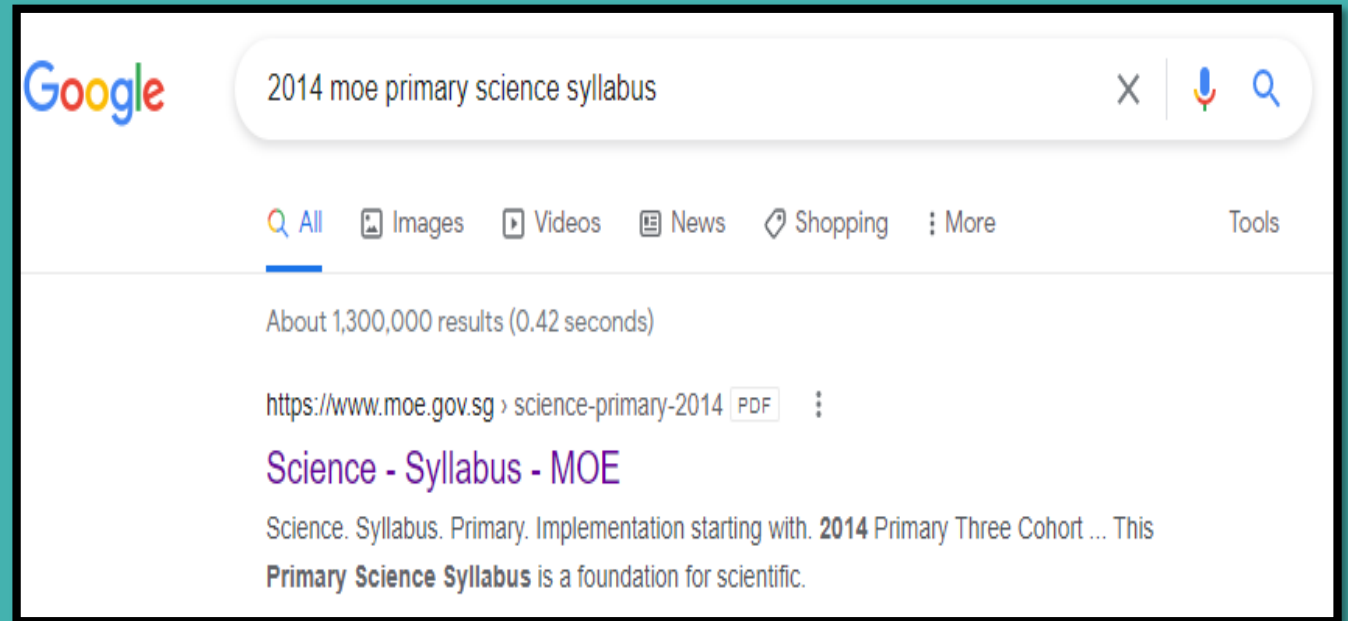 Google
2014 moe primary science syllabus
All Images Videos News Shopping More Tools
About 1,300,000 results (0.42 seconds)
https://www.moe.gov.sg › science-primary-2014 PDF
Science - Syllabus - MOE
Science. Syllabus. Primary. Implementation starting with. 2014 Primary Three Cohort ... This
Primary Science Syllabus is a foundation for scientific.